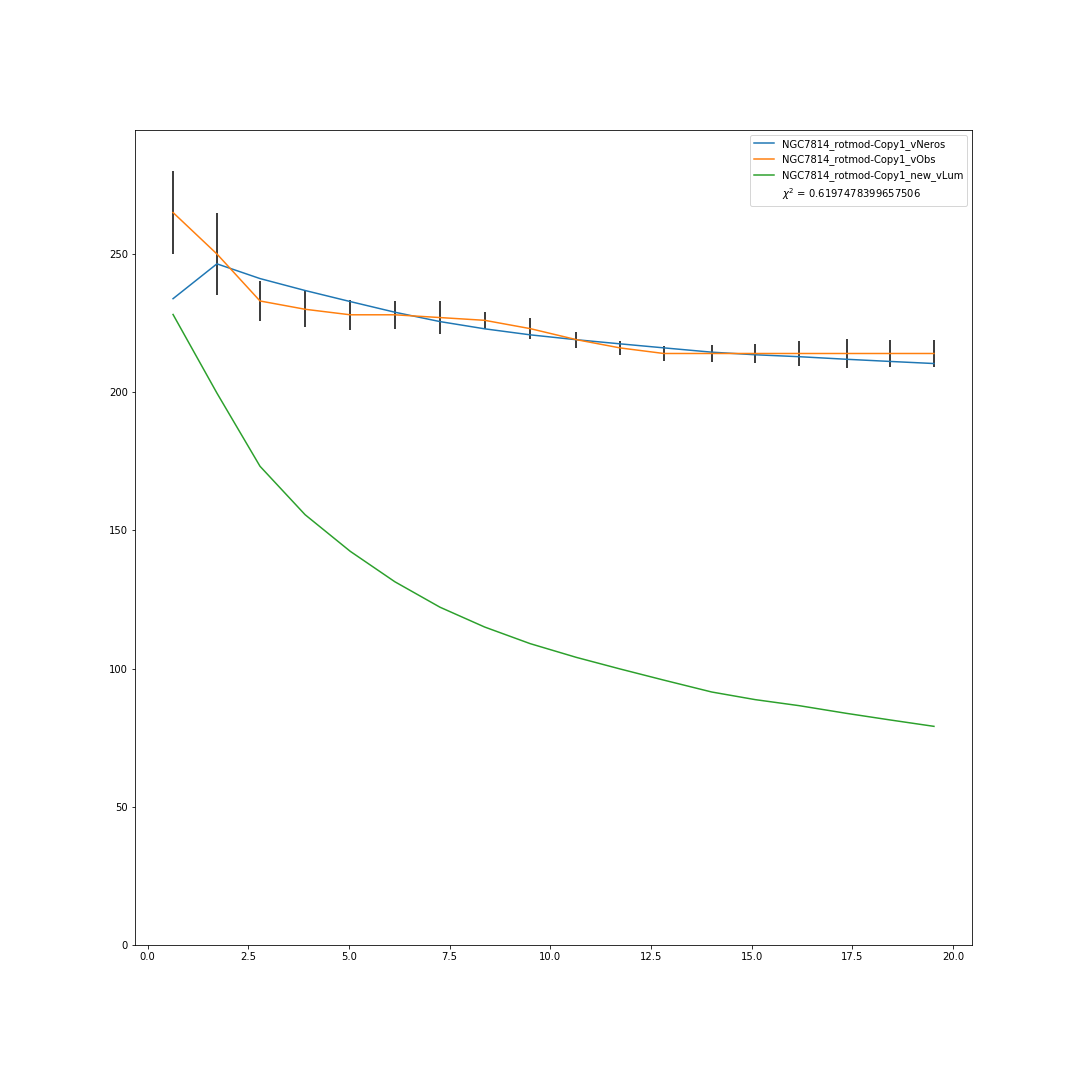 NGC7814_rotmod-Copy1_vNeros
NGC7814_rotmod-Copy1_vObs
NGC7814_rotmod-Copy1_new_vLum
χ² = 0.6197478399657506
250
200
150
100
50
0
0.0 2.5 5.0 7.5 10.0 12.5 15.0 17.5 20.0